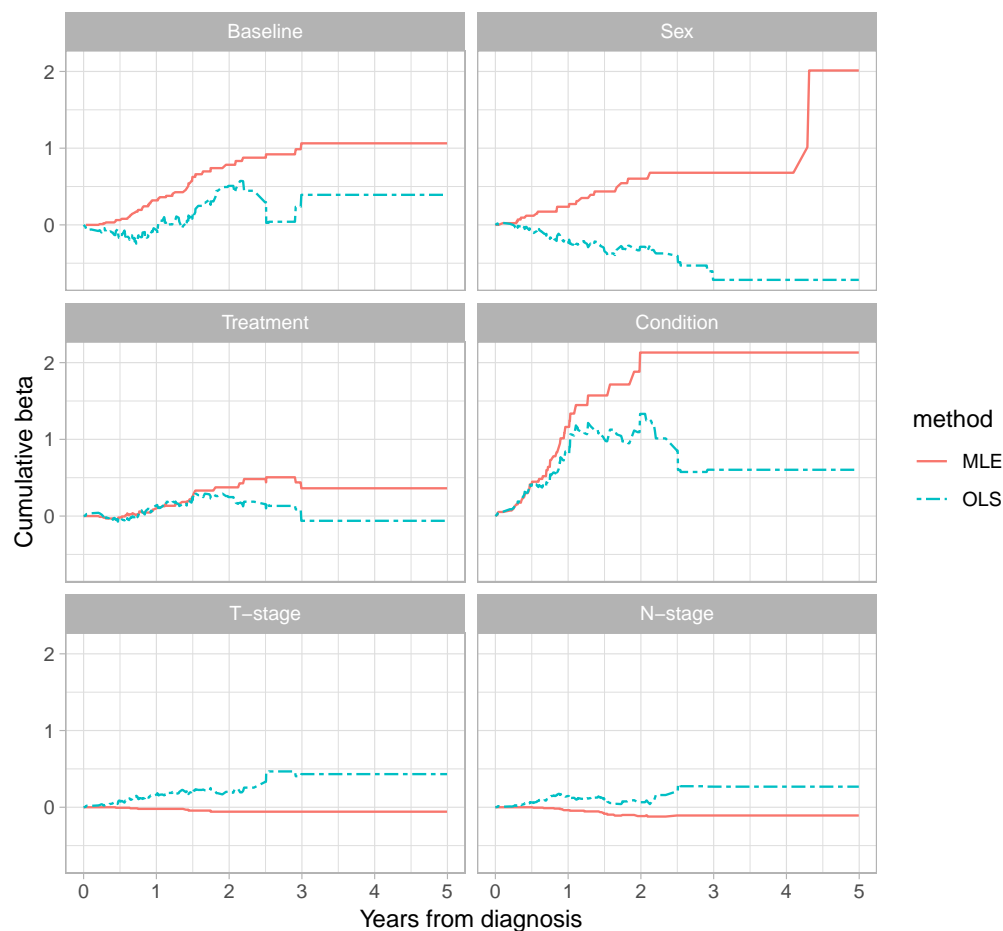 Baseline
Sex
2
1
0
Treatment
Condition
2
1
0
T−stage
N−stage
2
1
0
0 1 2 3 4 5
0 1 2 3 4 5
Cumulative beta
Years from diagnosis
method
MLE
OLS